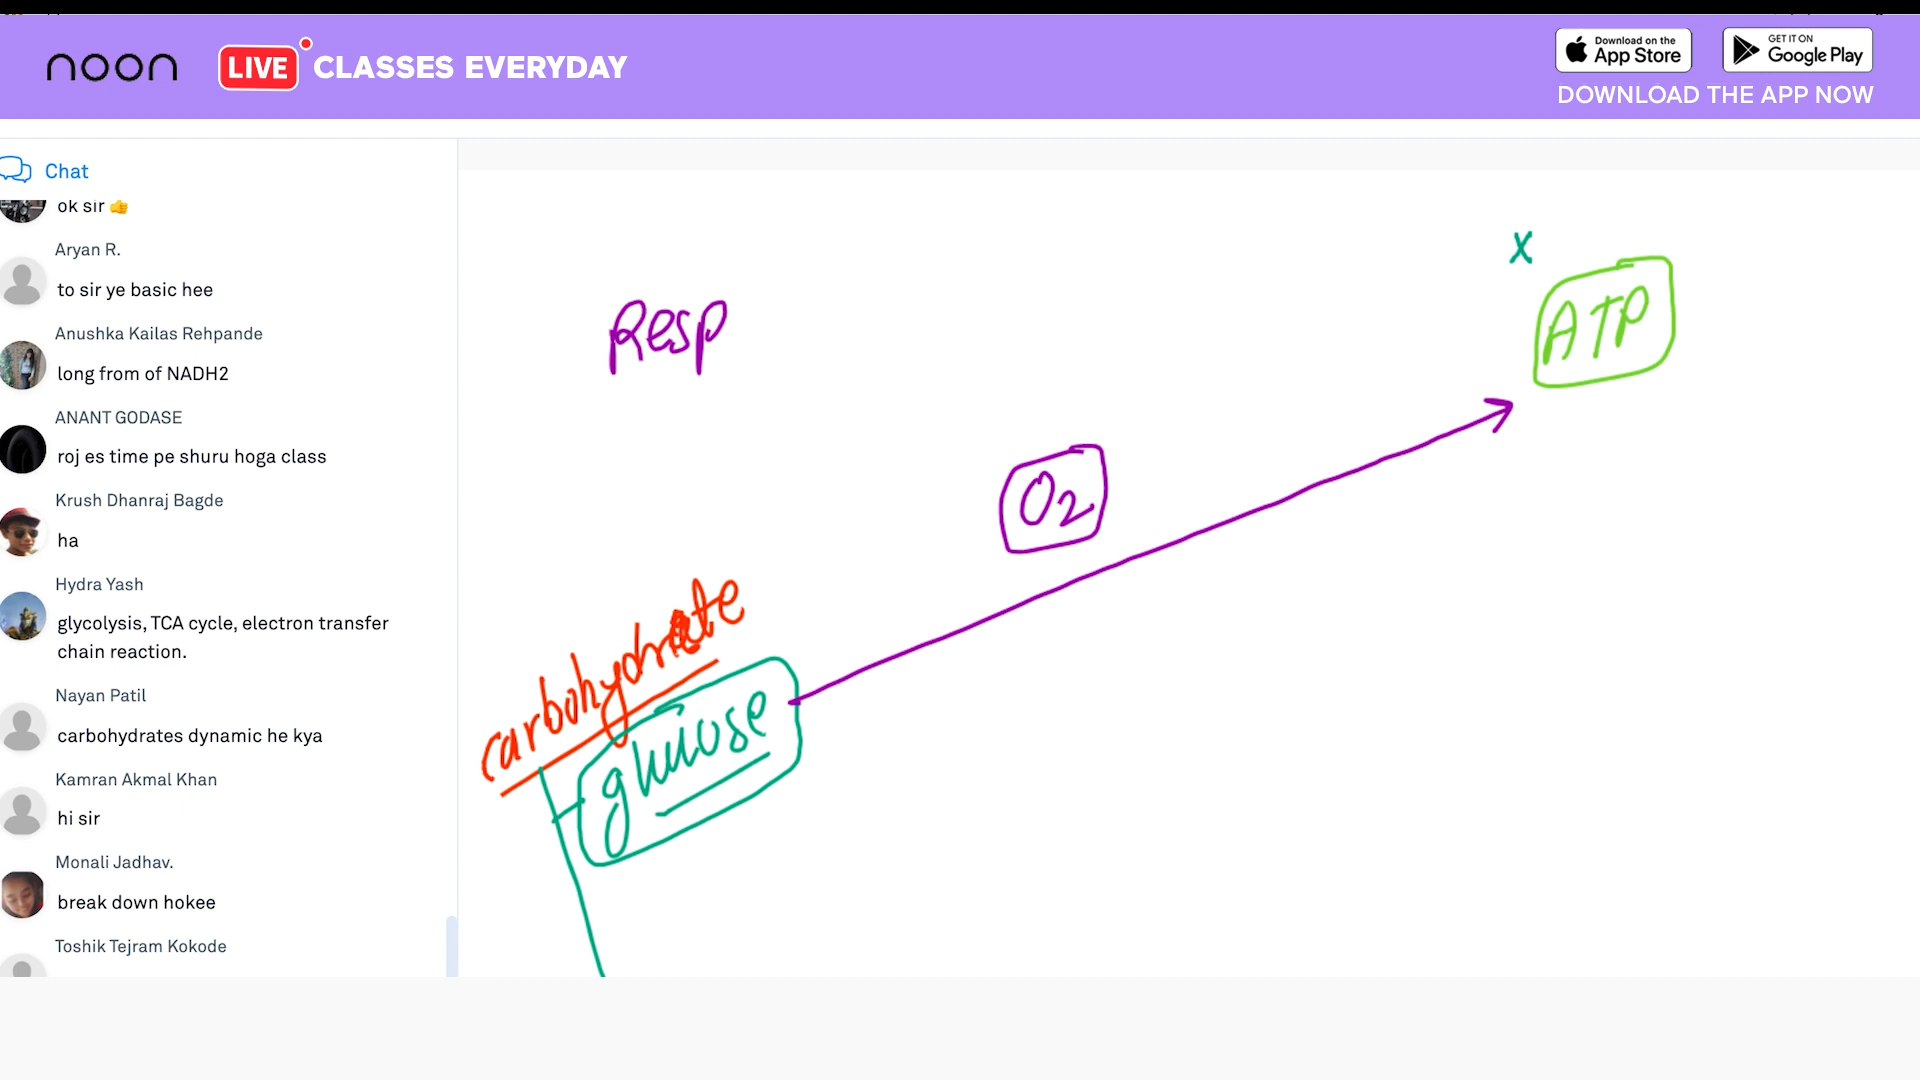 noon
LIVE CLASSES EVERYDAY
Download on the
App Store
GET IT ON
Google Play
DOWNLOAD THE APP NOW
Chat
ok sir 👍
Aryan R.
to sir ye basic hee
Anushka Kailas Rehpande
long from of NADH2
ANANT GODASE
roj es time pe shuru hoga class
Krush Dhanraj Bagde
ha
Hydra Yash
glycolysis, TCA cycle, electron transfer
chain reaction.
Nayan Patil
carbohydrates dynamic he kya
Kamran Akmal Khan
hi sir
Monali Jadhav.
break down hokee
Toshik Tejram Kokode
x
ATP
Resp
O2
carbohydrate
glucose